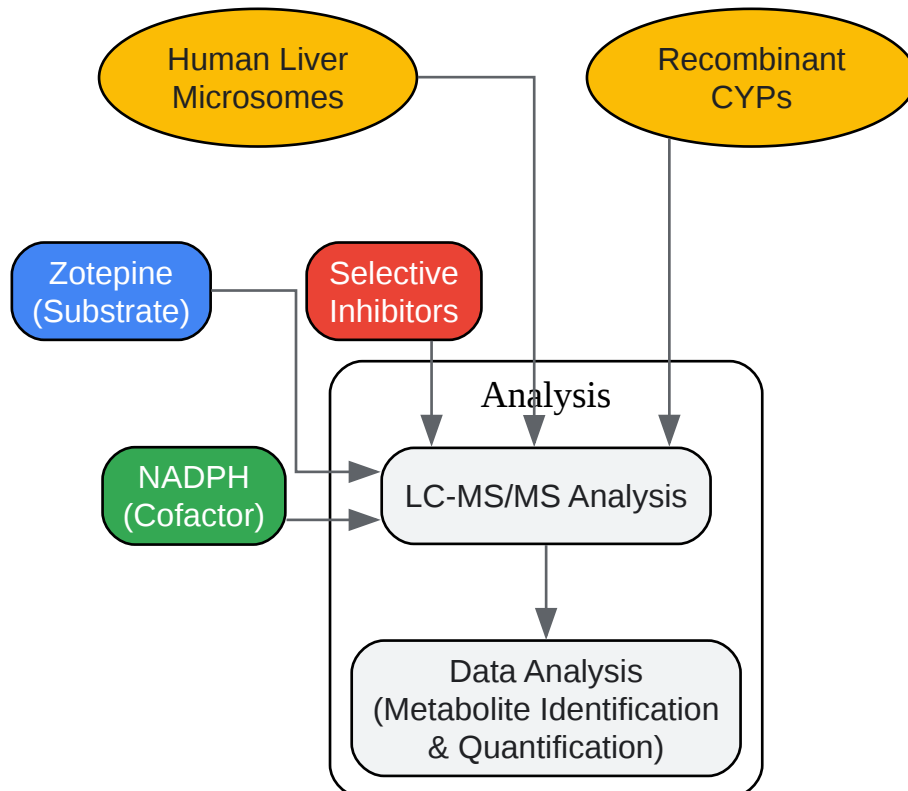 Human Liver
Microsomes
Recombinant
CYPs
Zotepine
(Substrate)
Selective
Inhibitors
Analysis
NADPH
(Cofactor)
LC-MS/MS Analysis
Data Analysis
(Metabolite Identification
& Quantification)